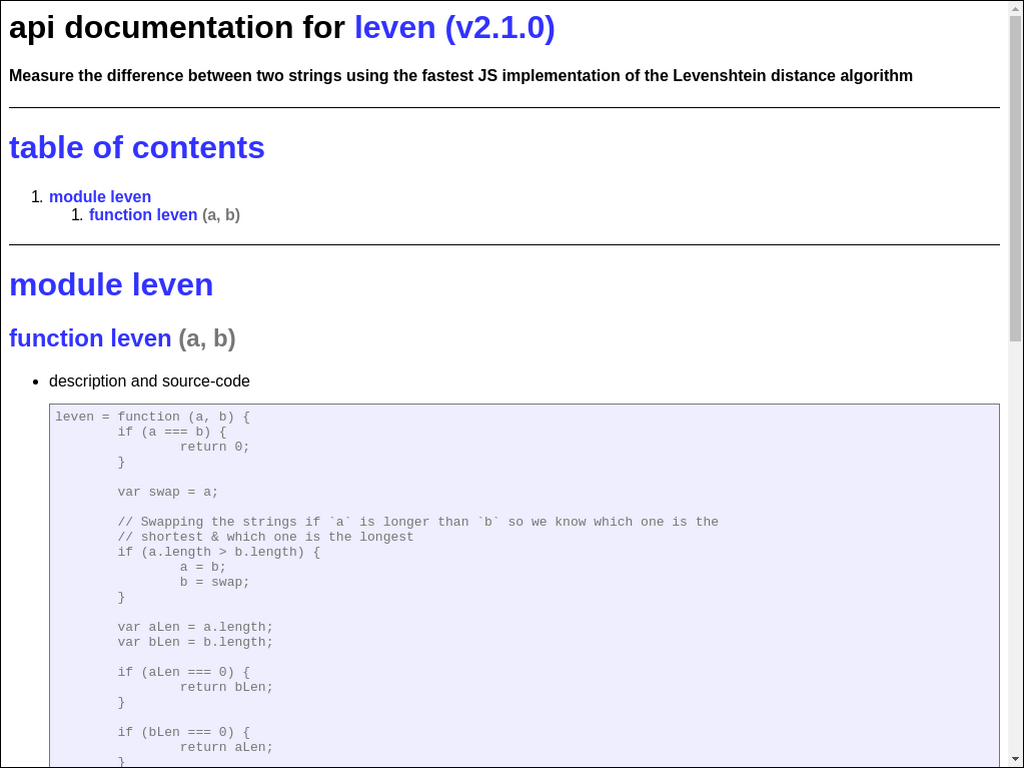 api documentation for leven (v2.1.0)
Measure the difference between two strings using the fastest JS implementation of the Levenshtein distance algorithm
table of contents
1. module leven
1. function leven (a, b)
module leven
function leven (a, b)
• description and source-code
leven = function (a, b) {
        if (a === b) {
                return 0;
        }
        var swap = a;
        // Swapping the strings if `a` is longer than `b` so we know which one is the
        // shortest & which one is the longest
        if (a.length > b.length) {
                a = b;
                b = swap;
        }
        var aLen = a.length;
        var bLen = b.length;
        if (aLen === 0) {
                return bLen;
        }
        if (bLen === 0) {
                return aLen;
        }